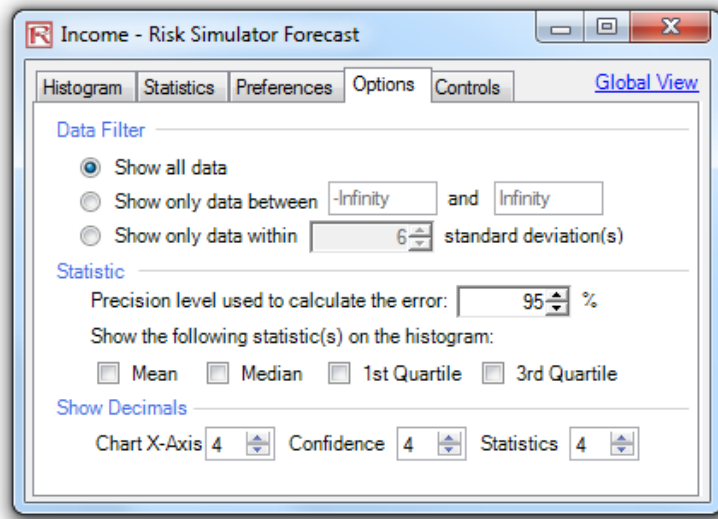 Income - Risk Simulator Forecast
Histogram Statistics Preferences Options Controls Global View
Data Filter
Show all data
Show only data between -Infinity and Infinity
Show only data within 6 standard deviation(s)
Statistic
Precision level used to calculate the error: 95 %
Show the following statistic(s) on the histogram:
Mean Median 1st Quartile 3rd Quartile
Show Decimals
Chart X-Axis 4 Confidence 4 Statistics 4